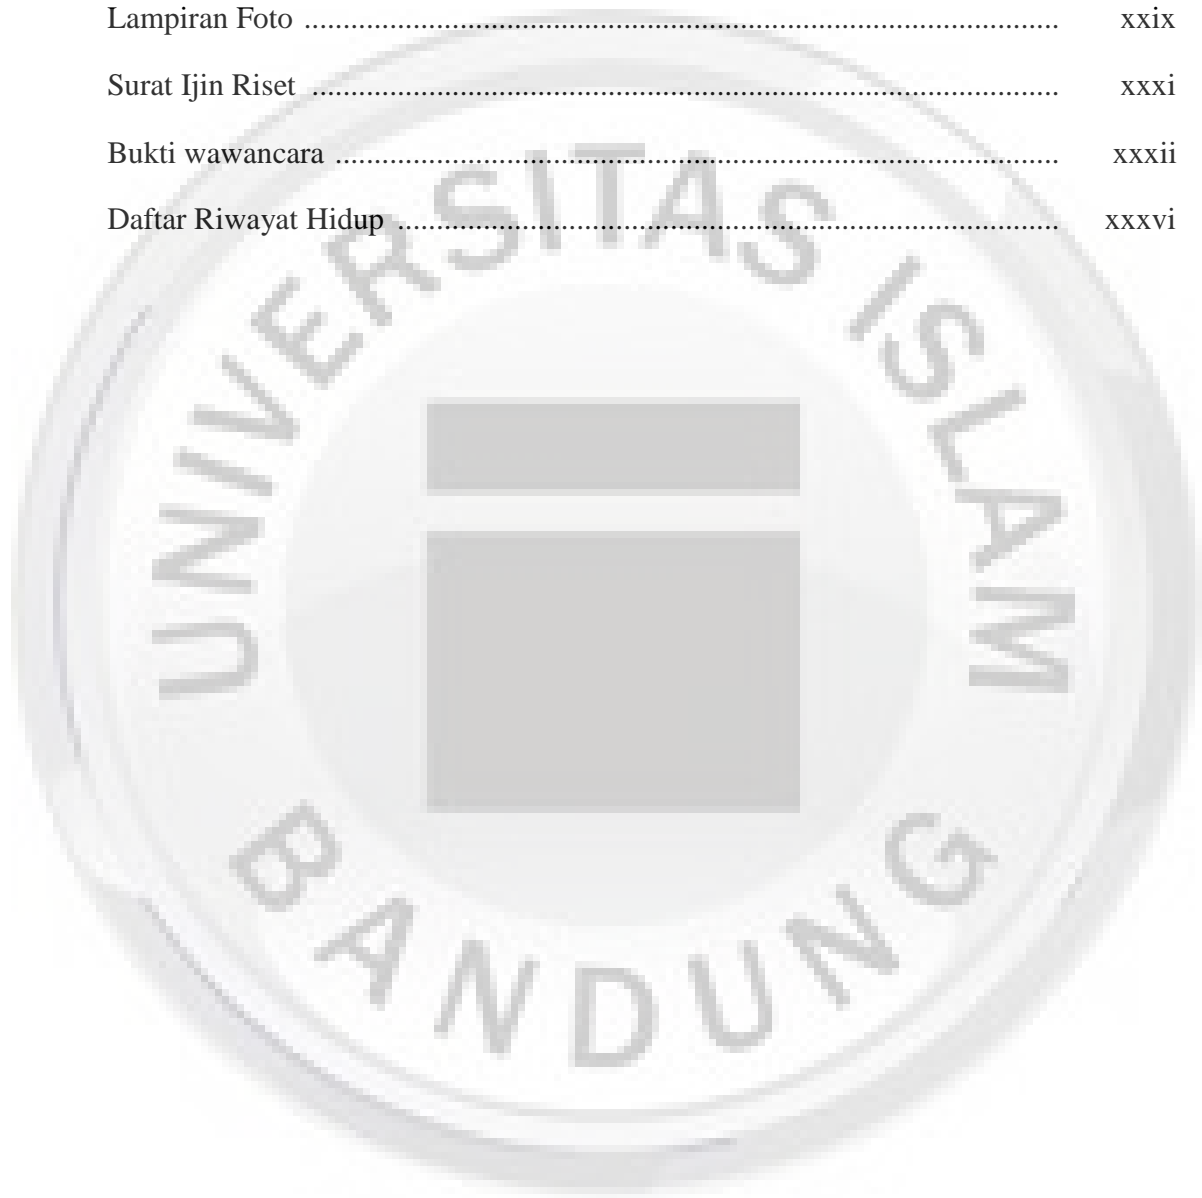 Lampiran Foto .................................................................................................... xxix
Surat Ijin Riset ................................................................................................... xxxi
Bukti wawancara ................................................................................................ xxxii
Daftar Riwayat Hidup ........................................................................................ xxxvi
UNIVERSITAS ISLAM
BANDUNG